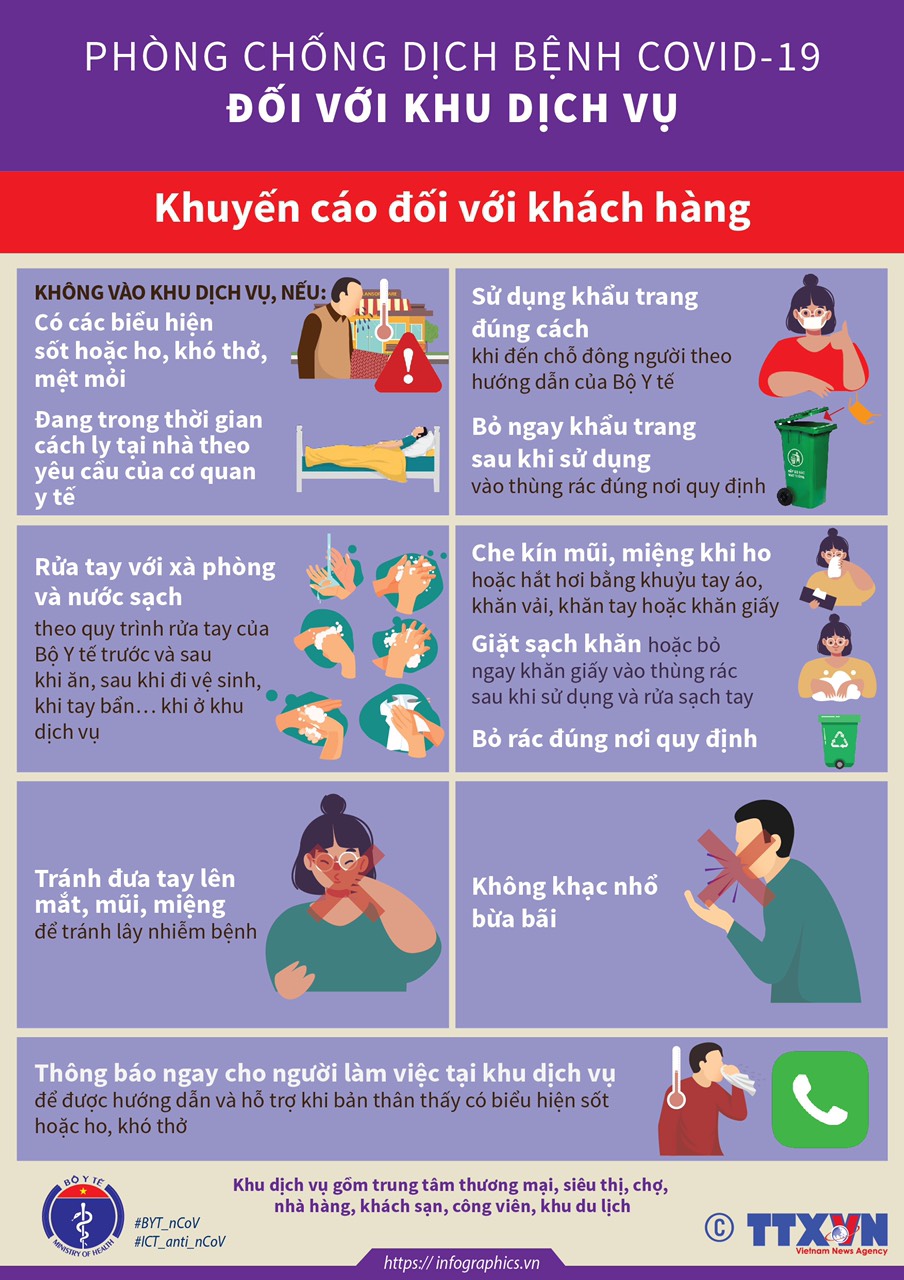 PHÒNG CHỐNG DỊCH BỆNH COVID-19
ĐỐI VỚI KHU DỊCH VỤ
Khuyến cáo đối với khách hàng
KHÔNG VÀO KHU DỊCH VỤ, NẾU:
Có các biểu hiện
sốt hoặc ho, khó thở,
mệt mỏi
Đang trong thời gian
cách ly tại nhà theo
yêu cầu của cơ quan
y tế
Sử dụng khẩu trang
đúng cách
khi đến chỗ đông người theo
hướng dẫn của Bộ Y tế
Bỏ ngay khẩu trang
sau khi sử dụng
vào thùng rác đúng nơi quy định
Rửa tay với xà phòng
và nước sạch
theo quy trình rửa tay của
Bộ Y tế trước và sau
khi ăn, sau khi đi vệ sinh,
khi tay bẩn... khi ở khu
dịch vụ
Che kín mũi, miệng khi ho
hoặc hắt hơi bằng khuỷu tay áo,
khăn vải, khăn tay hoặc khăn giấy
Giặt sạch khăn hoặc bỏ
ngay khăn giấy vào thùng rác
sau khi sử dụng và rửa sạch tay
Bỏ rác đúng nơi quy định
Tránh đưa tay lên
mắt, mũi, miệng
để tránh lây nhiễm bệnh
Không khạc nhổ
bừa bãi
Thông báo ngay cho người làm việc tại khu dịch vụ
để được hướng dẫn và hỗ trợ khi bản thân thấy có biểu hiện sốt
hoặc ho, khó thở
BỘ Y TẾ
MINISTRY OF HEALTH
#BYT_nCoV
#ICT_anti_nCoV
Khu dịch vụ gồm trung tâm thương mại, siêu thị, chợ,
nhà hàng, khách sạn, công viên, khu du lịch
© TTXVN
Vietnam News Agency
https:// infographics.vn